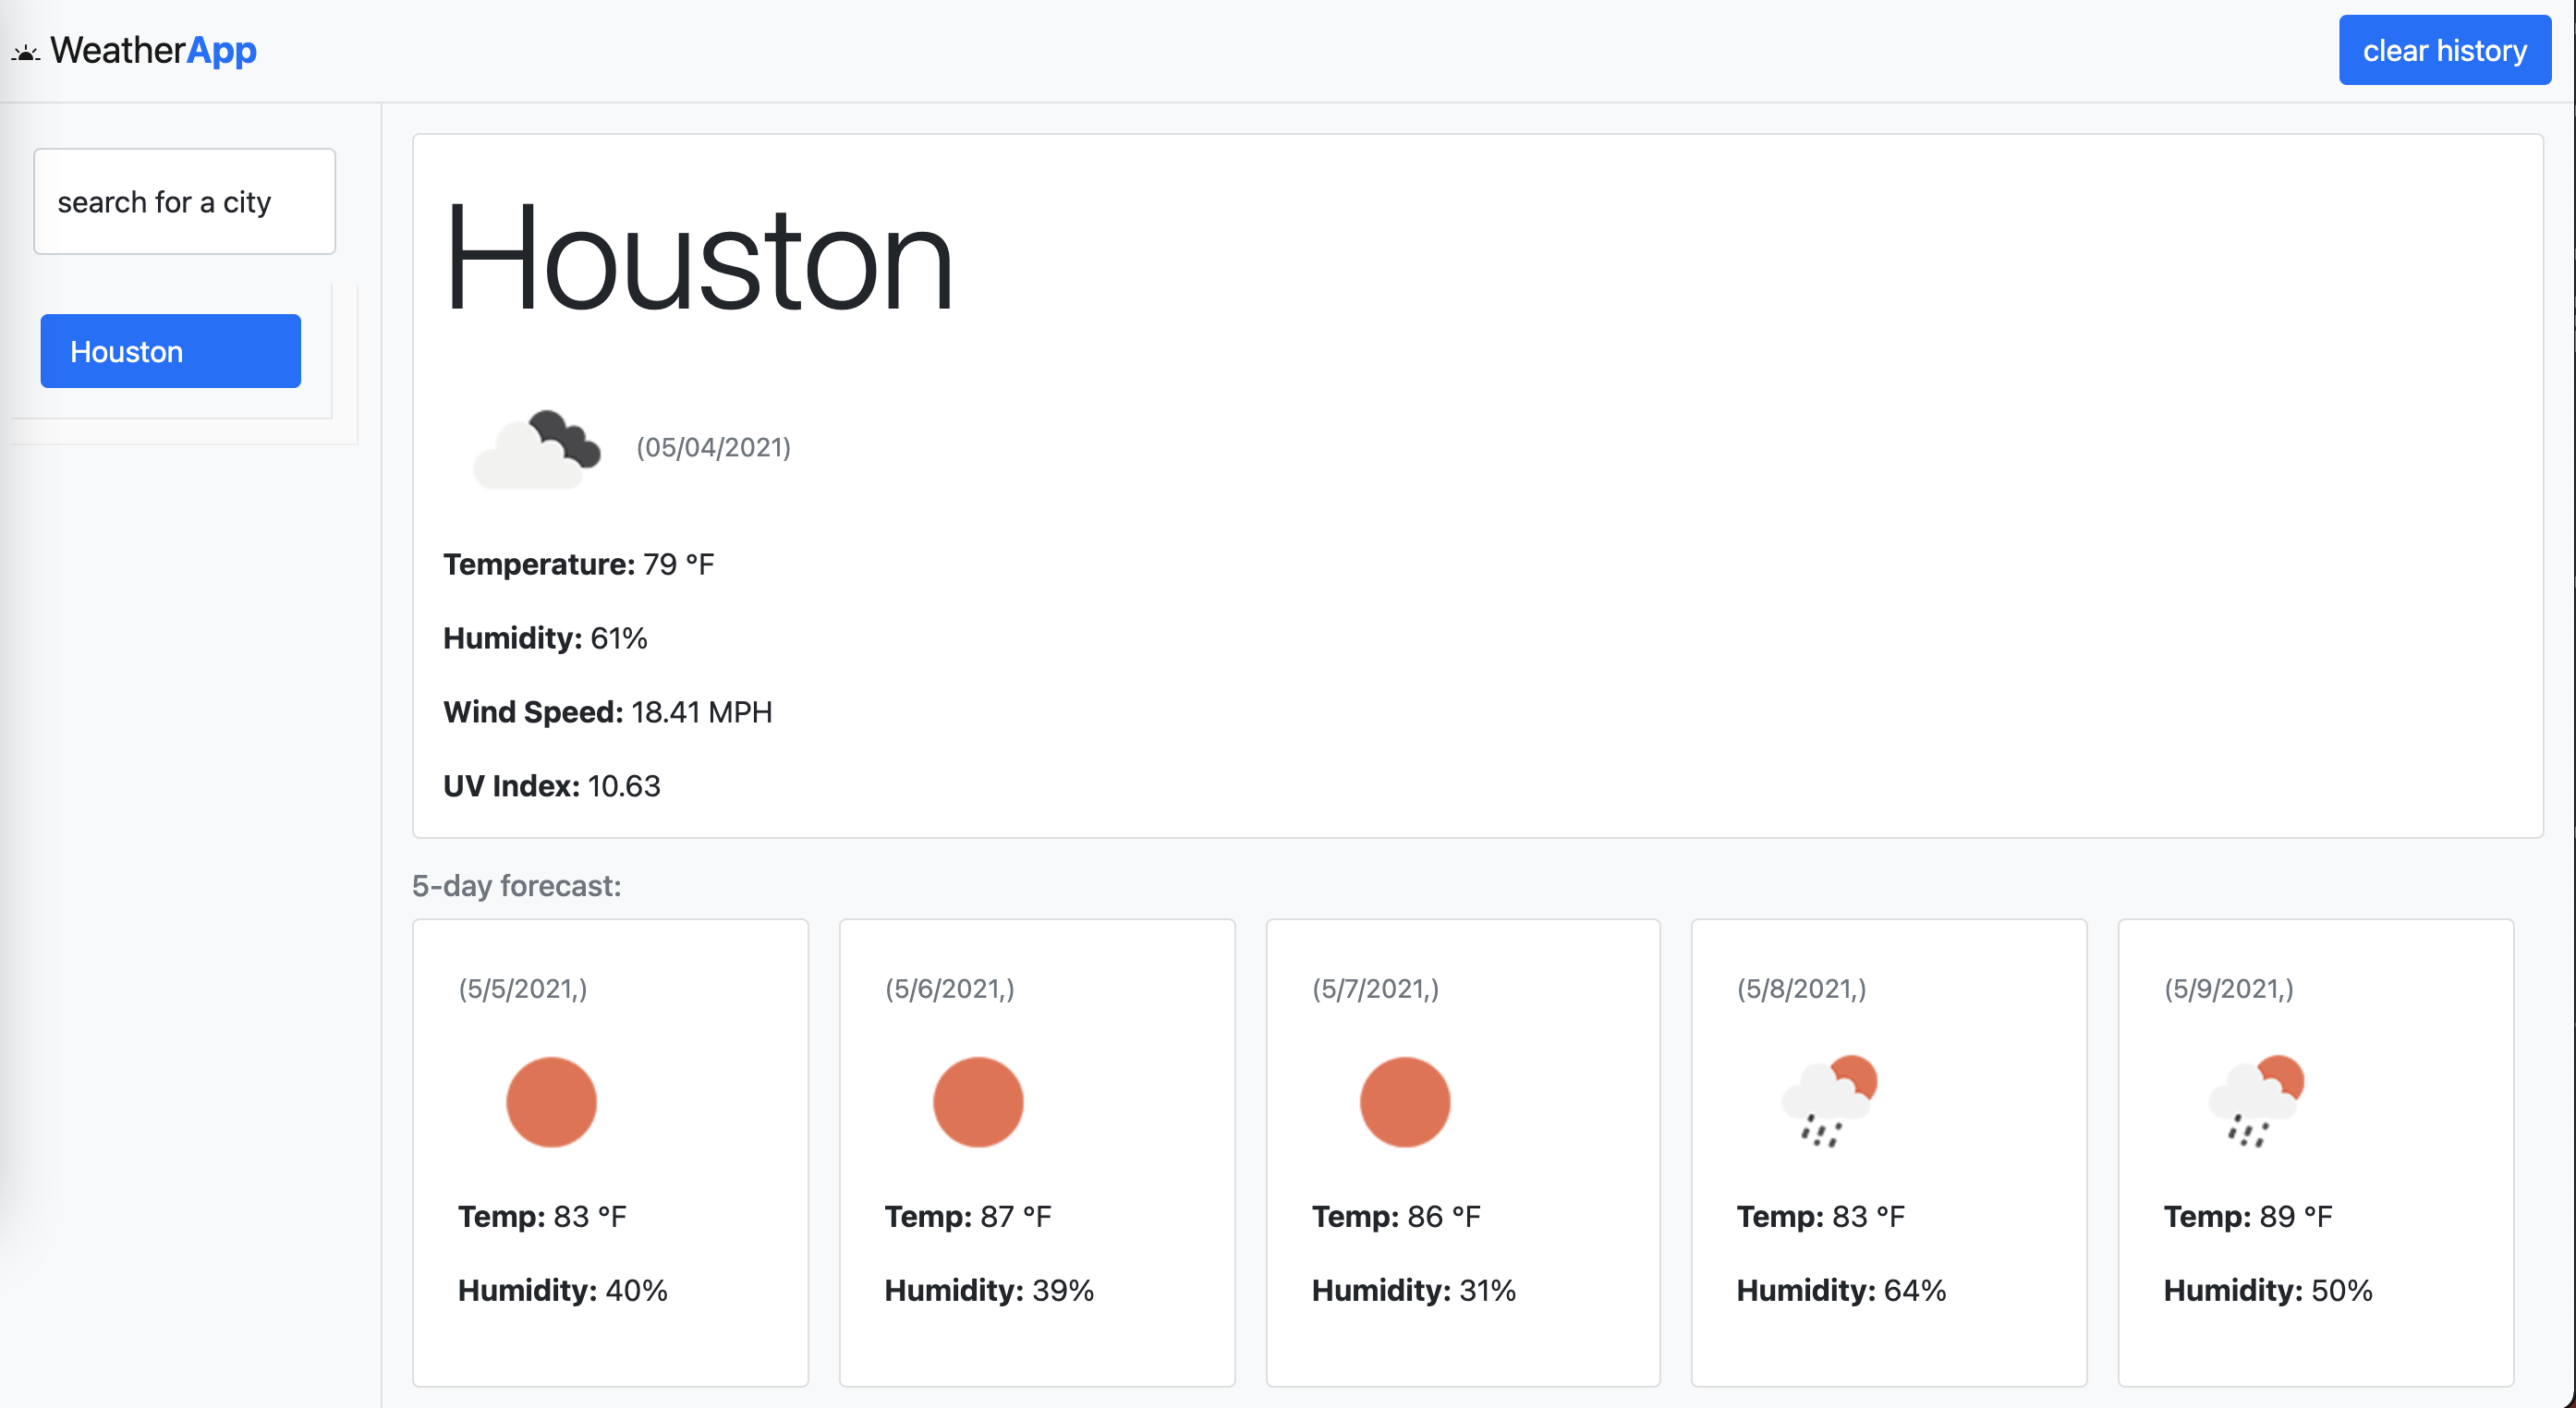 WeatherApp
clear history
search for a city
Houston
Houston
(05/04/2021)
Temperature: 79 °F
Humidity: 61%
Wind Speed: 18.41 MPH
UV Index: 10.63
5-day forecast:
(5/5/2021,)
Temp: 83 °F
Humidity: 40%
(5/6/2021,)
Temp: 87 °F
Humidity: 39%
(5/7/2021,)
Temp: 86 °F
Humidity: 31%
(5/8/2021,)
Temp: 83 °F
Humidity: 64%
(5/9/2021,)
Temp: 89 °F
Humidity: 50%